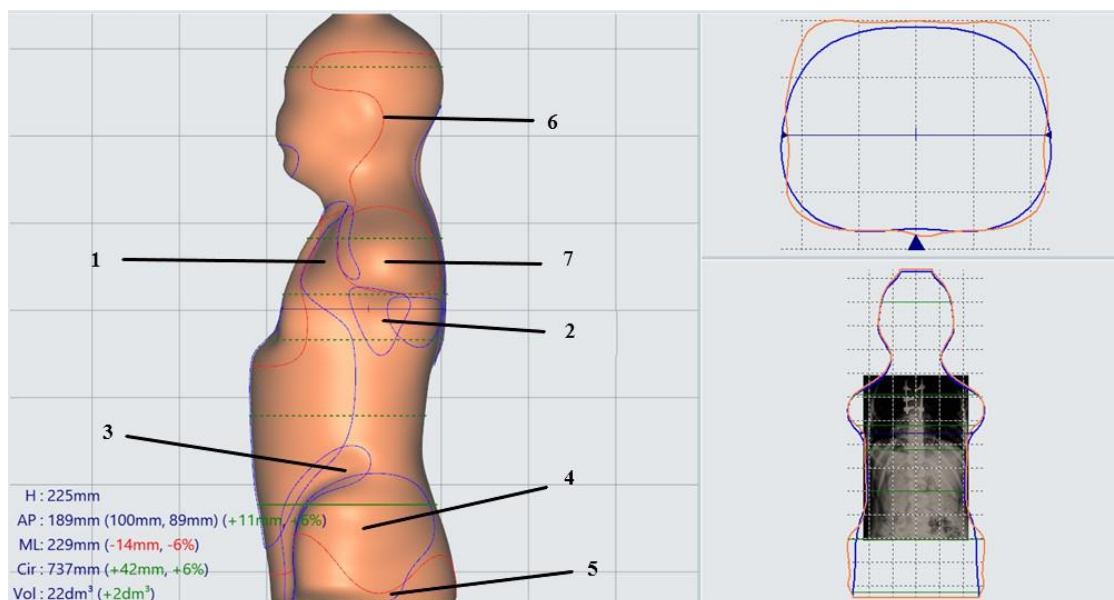 6
1
7
2
3
4
H : 225mm
AP : 189mm (100mm, 89mm) (+11mm, +6%)
ML: 229mm (-14mm, -6%)
5
Cir : 737mm (+42mm, +6%)
Vol : 22dm³ (+2dm³)